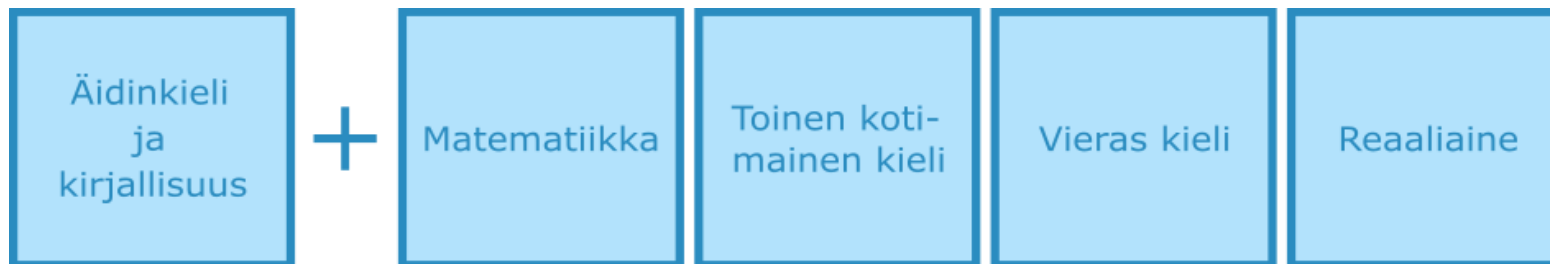 Äidinkieli
ja
kirjallisuus
+
Matematiikka
Toinen koti-
mainen kieli
Vieras kieli
Reaaliaine